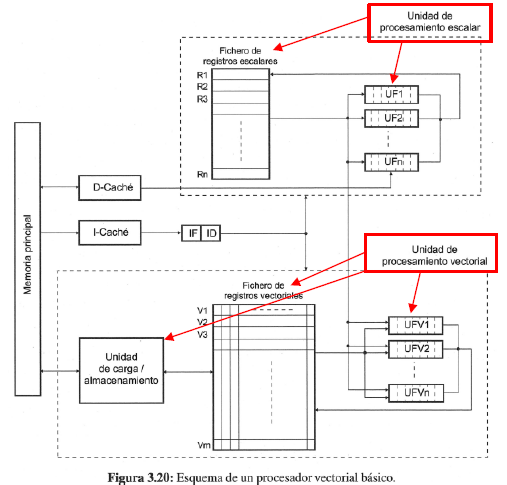 Unidad de
procesamiento escalar
Fichero de
registros escalares
R1
R2
R3
Rn
UF1
UF2
UFn
Memoria principal
D-Caché
I-Caché
IF ID
Unidad de
procesamiento vectorial
Fichero de
registros vectoriales
V1
V2
V3
Vm
Unidad
de carga /
almacenamiento
UFV1
UFV2
UFVn
Figura 3.20: Esquema de un procesador vectorial básico.